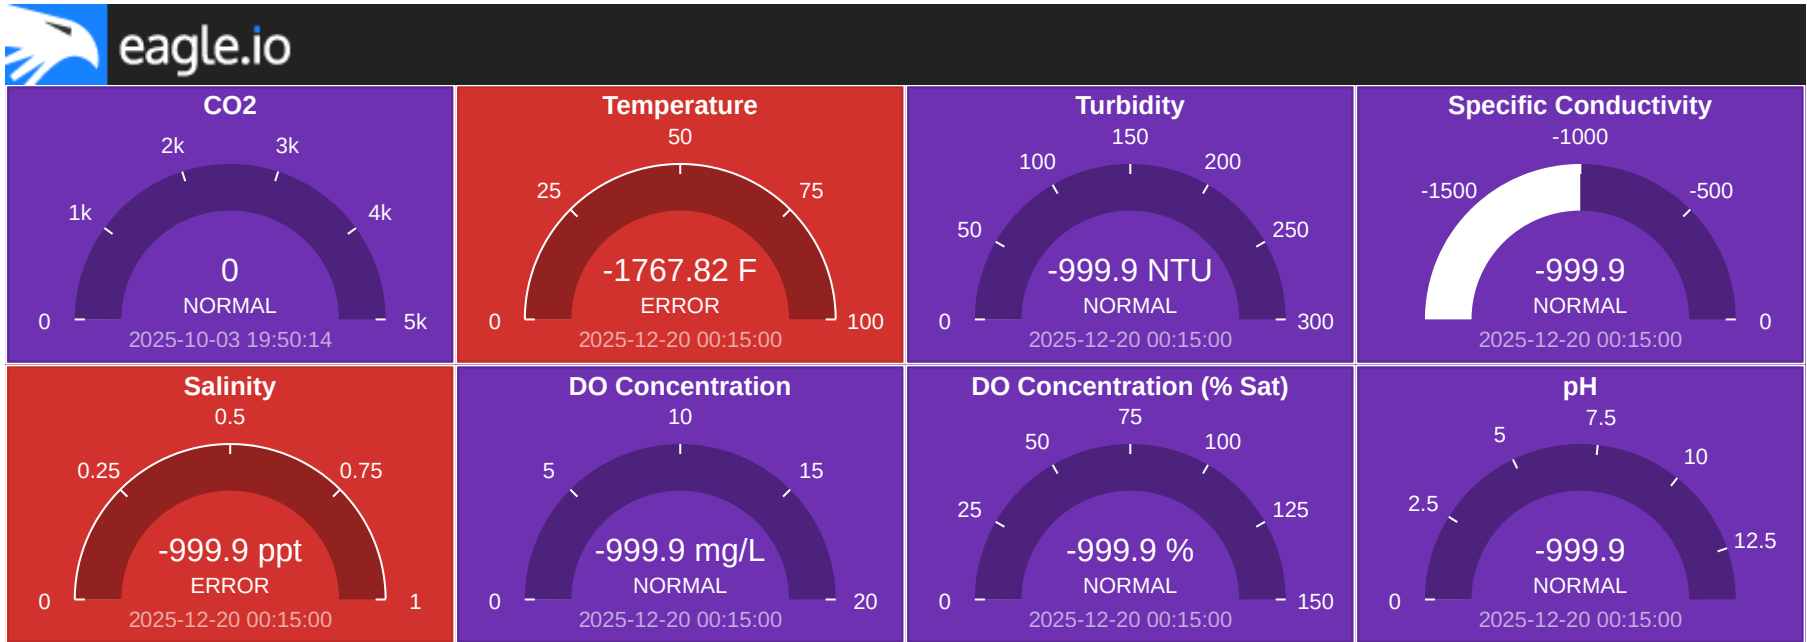 eagle.io
CO2
2k
3k
1k
4k
0
NORMAL
0
5k
2025-10-03 19:50:14
Temperature
50
25
75
-1767.82 F
ERROR
0
100
2025-12-20 00:15:00
Turbidity
150
100
200
50
250
-999.9 NTU
NORMAL
0
300
2025-12-20 00:15:00
Specific Conductivity
-1000
-1500
-500
-999.9
NORMAL
0
2025-12-20 00:15:00
Salinity
0.5
0.25
0.75
-999.9 ppt
ERROR
0
1
2025-12-20 00:15:00
DO Concentration
10
5
15
-999.9 mg/L
NORMAL
0
20
2025-12-20 00:15:00
DO Concentration (% Sat)
75
50
100
25
125
-999.9 %
NORMAL
0
150
2025-12-20 00:15:00
pH
7.5
5
10
2.5
12.5
-999.9
NORMAL
0
2025-12-20 00:15:00